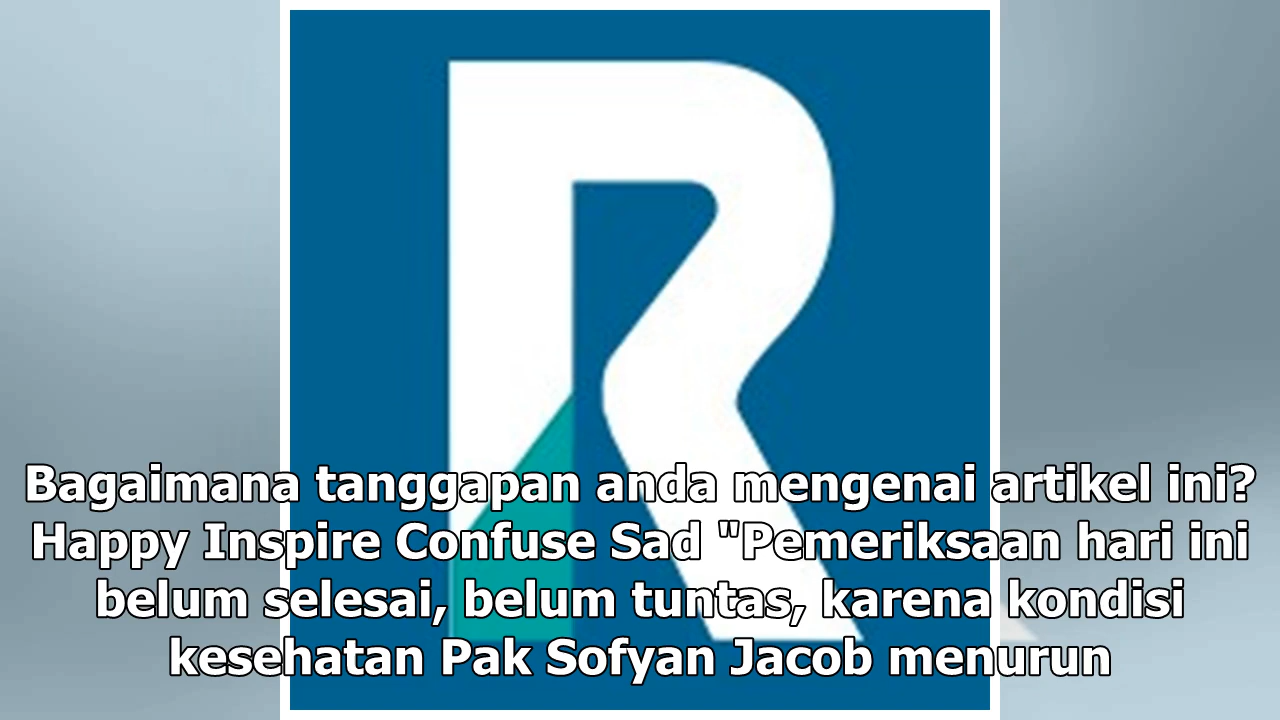 R
Bagaimana tanggapan anda mengenai artikel ini?
Happy Inspire Confuse Sad "Pemeriksaan hari ini
belum selesai, belum tuntas, karena kondisi
kesehatan Pak Sofyan Jacob menurun